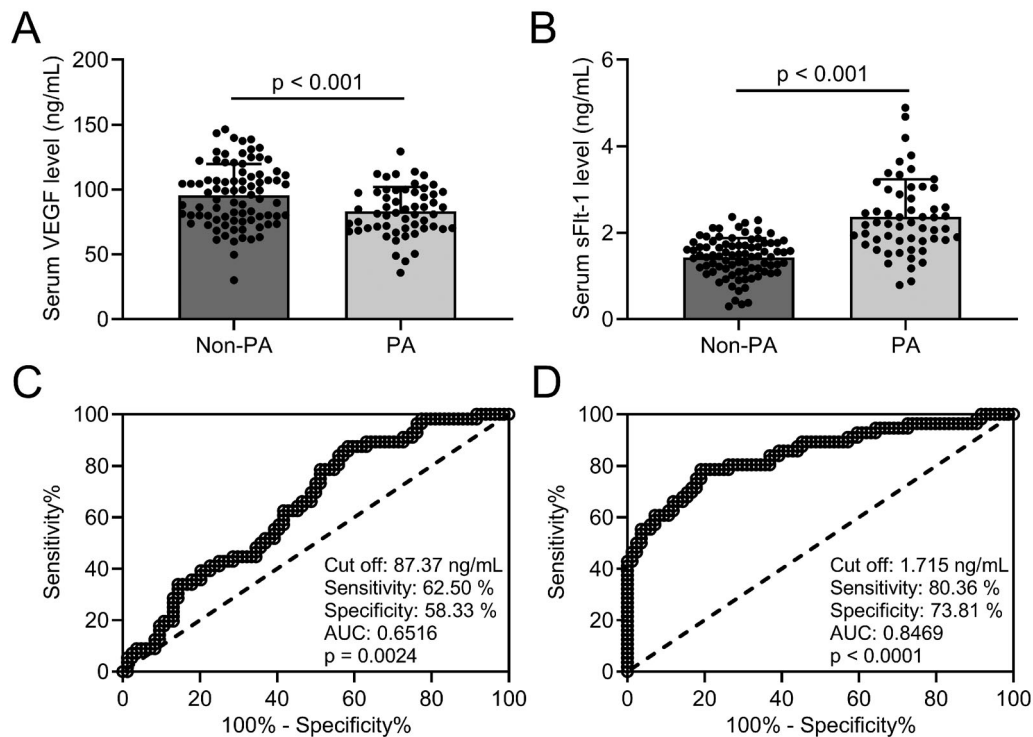 A
Serum VEGF level (ng/mL)
200
150
100
50
0
p < 0.001
Non-PA
PA
B
Serum sFlt-1 level (ng/mL)
6
4
2
0
p < 0.001
Non-PA
PA
C
Sensitivity%
100
80
60
40
20
0
Cut off: 87.37 ng/mL
Sensitivity: 62.50 %
Specificity: 58.33 %
AUC: 0.6516
p = 0.0024
0 20 40 60 80 100
100% - Specificity%
D
Sensitivity%
100
80
60
40
20
0
Cut off: 1.715 ng/mL
Sensitivity: 80.36 %
Specificity: 73.81 %
AUC: 0.8469
p < 0.0001
0 20 40 60 80 100
100% - Specificity%